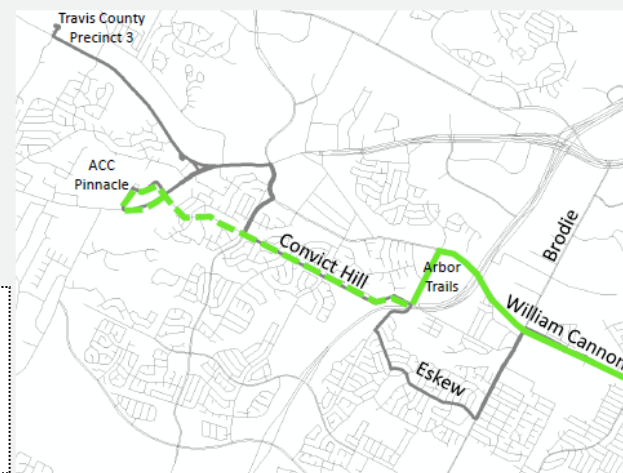 Travis County
Precinct 3
ACC
Pinnacle
Convict Hill
Arbor
Trails
Brodie
William Cannon
Eskew